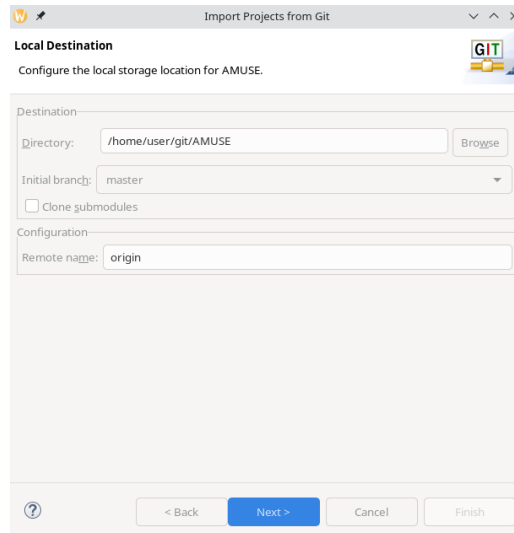 Import Projects from Git
Local Destination
Configure the local storage location for AMUSE.
GIT
Destination
Directory: /home/user/git/AMUSE Browse
Initial branch: master
Clone submodules
Configuration
Remote name: origin
? < Back Next > Cancel Finish